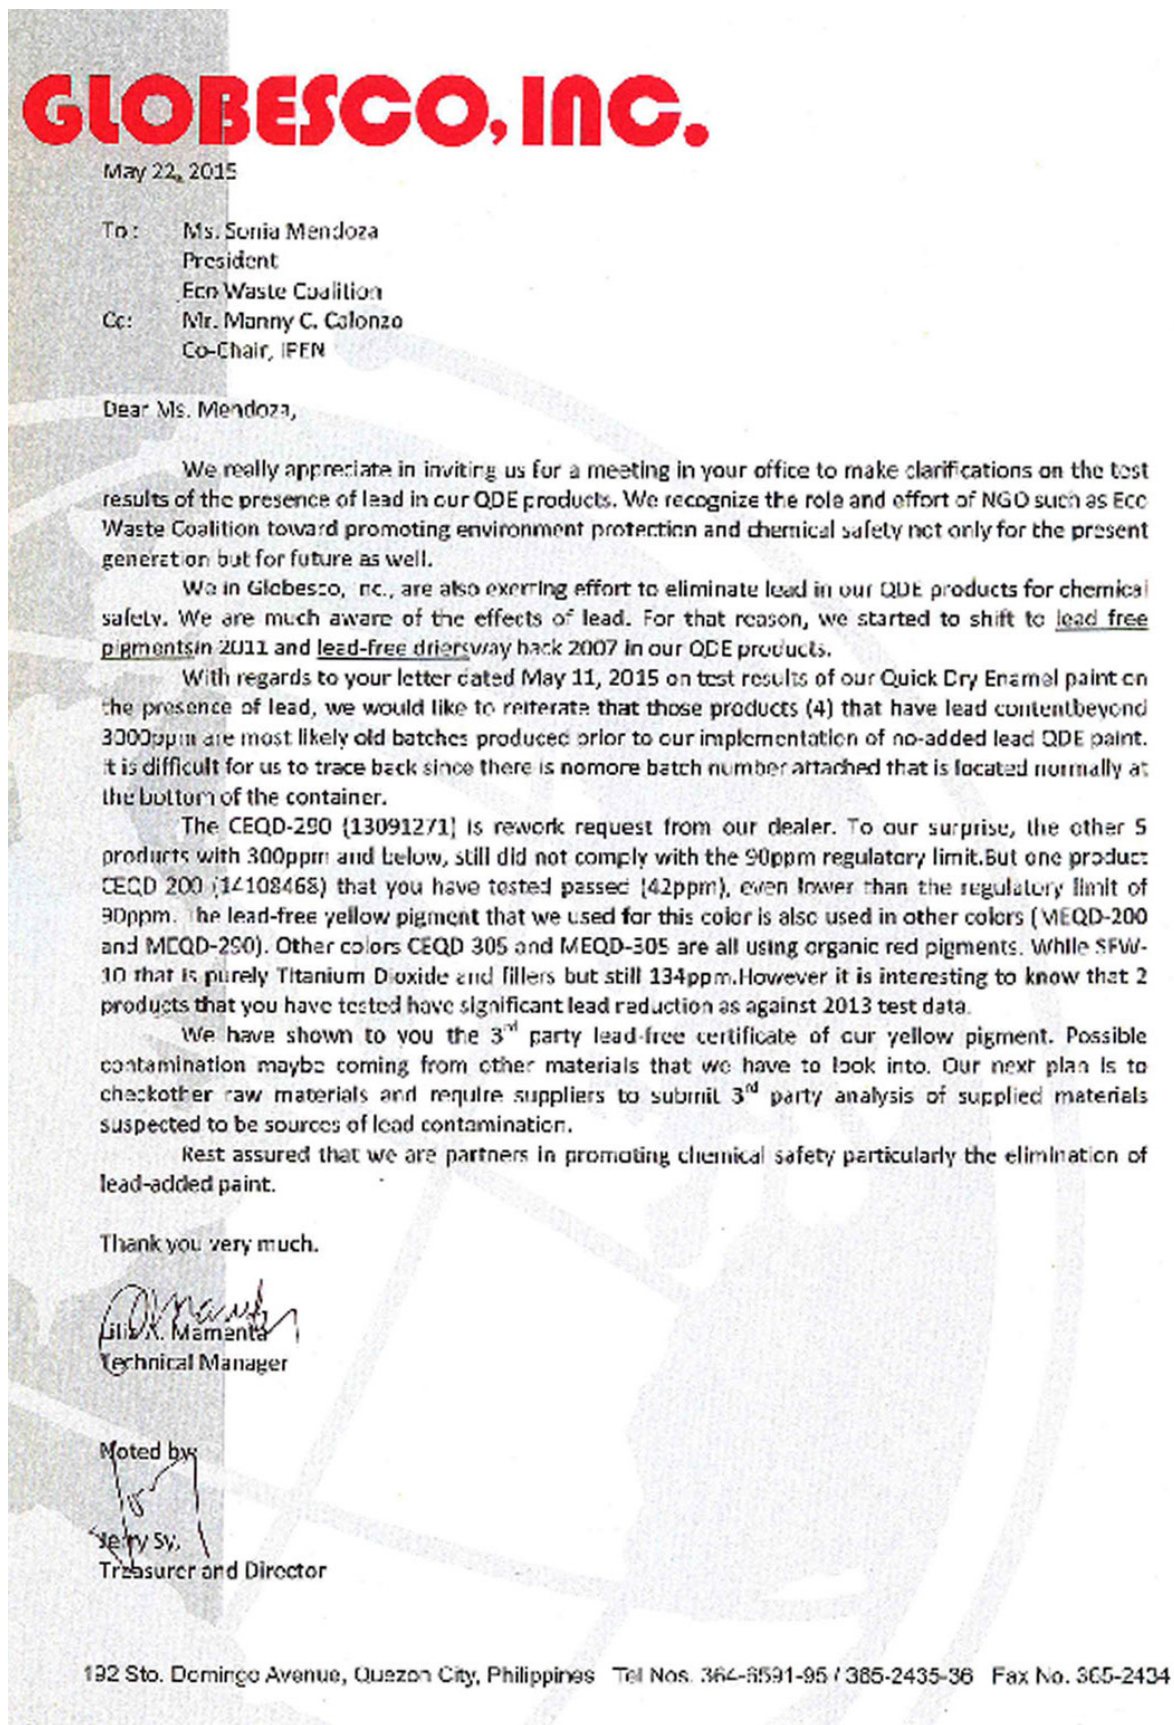 GLOBESCO, INC.
May 22, 2015
To: Ms. Sonia Mendoza
President
Eco Waste Coalition
Cc: Mr. Manny C. Calonzo
Co-Chair, IPEN
Dear Ms. Mendoza,
We really appreciate in inviting us for a meeting in your office to make clarifications on the test
results of the presence of lead in our QDE products. We recognize the role and effort of NGO such as Eco
Waste Coalition toward promoting environment protection and chemical safety not only for the present
generation but for future as well.
We in Globesco, Inc., are also exerting effort to eliminate lead in our QDE products for chemical
safety. We are much aware of the effects of lead. For that reason, we started to shift to lead free
pigmentsin 2011 and lead-free driersway back 2007 in our QDE products.
With regards to your letter dated May 11, 2015 on test results of our Quick Dry Enamel paint on
the presence of lead, we would like to reiterate that those products (4) that have lead contentbeyond
3000ppm are most likely old batches produced prior to our implementation of no-added lead QDE paint.
It is difficult for us to trace back since there is nomore batch number attached that is located normally at
the bottom of the container.
The CEQD-290 (13091271) is rework request from our dealer. To our surprise, the other 5
products with 300ppm and below, still did not comply with the 90ppm regulatory limit.But one product
CEQD 200 (14108468) that you have tested passed (42ppm), even lower than the regulatory limit of
90ppm. The lead-free yellow pigment that we used for this color is also used in other colors (MEQD-200
and MEQD-290). Other colors CEQD 305 and MEQD-305 are all using organic red pigments. While SFW-
10 that is purely Titanium Dioxide and fillers but still 134ppm.However it is interesting to know that 2
products that you have tested have significant lead reduction as against 2013 test data.
We have shown to you the 3rd party lead-free certificate of our yellow pigment. Possible
contamination maybe coming from other materials that we have to look into. Our next plan is to
checkother raw materials and require suppliers to submit 3rd party analysis of supplied materials
suspected to be sources of lead contamination.
Rest assured that we are partners in promoting chemical safety particularly the elimination of
lead-added paint.
Thank you very much.
Mamenta
Technical Manager
Noted by:
Jerry Sy.
Treasurer and Director
192 Sto. Domingo Avenue, Quezon City, Philippines Tel Nos. 364-6591-95 / 365-2435-36 Fax No. 365-2434